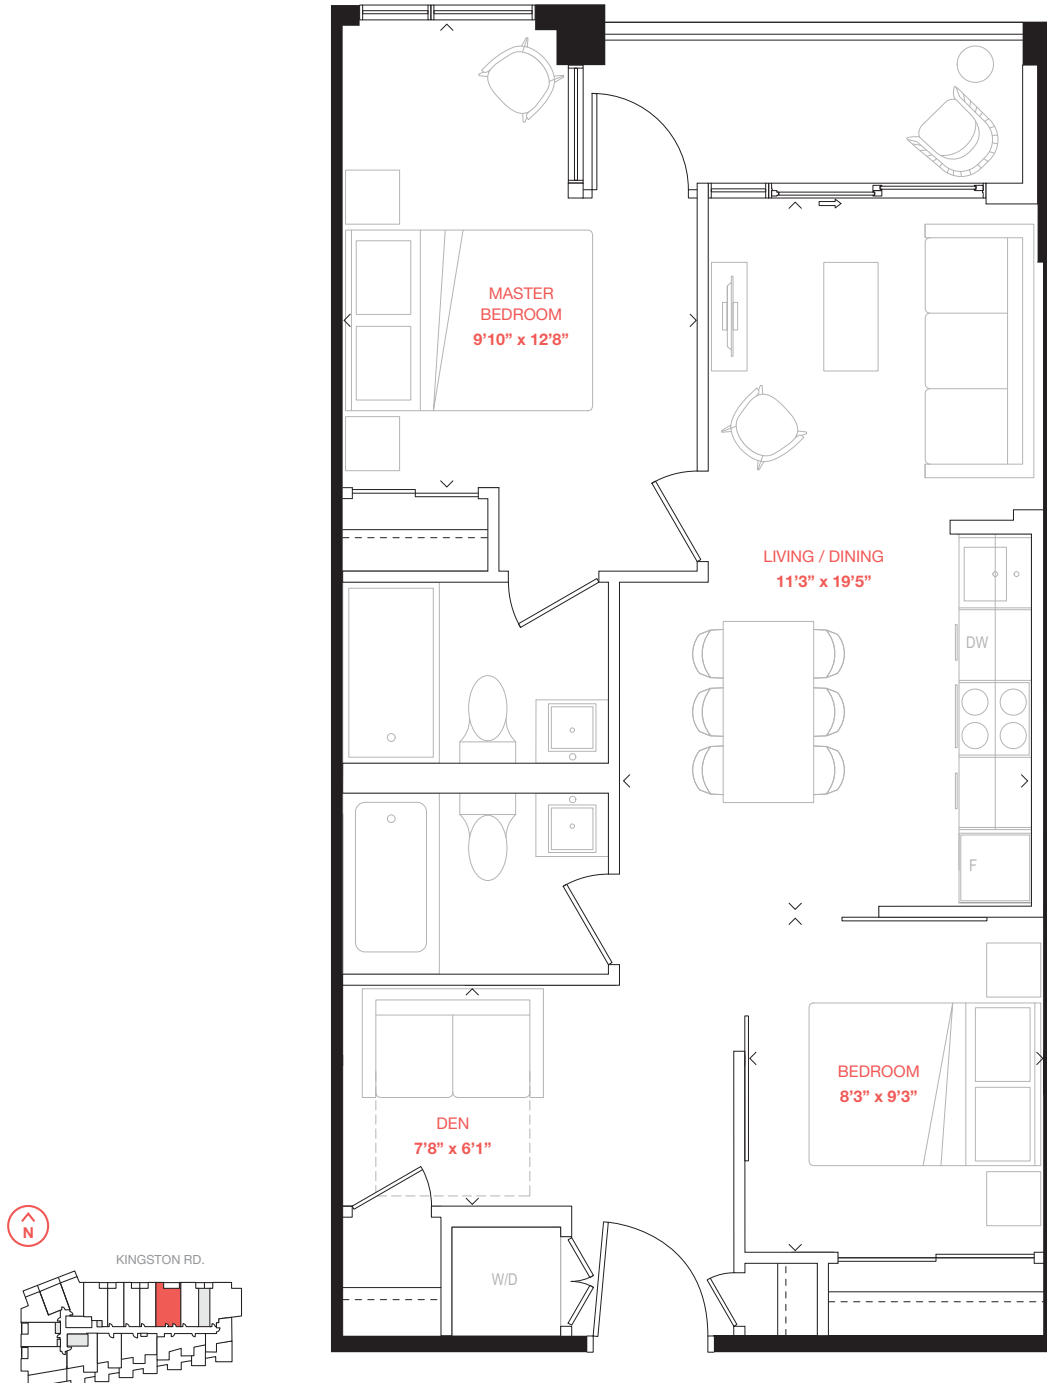 MASTER
BEDROOM
9'10" x 12'8"
LIVING / DINING
11'3" x 19'5"
DW
F
BEDROOM
8'3" x 9'3"
DEN
7'8" x 6'1"
W/D
N
KINGSTON RD.